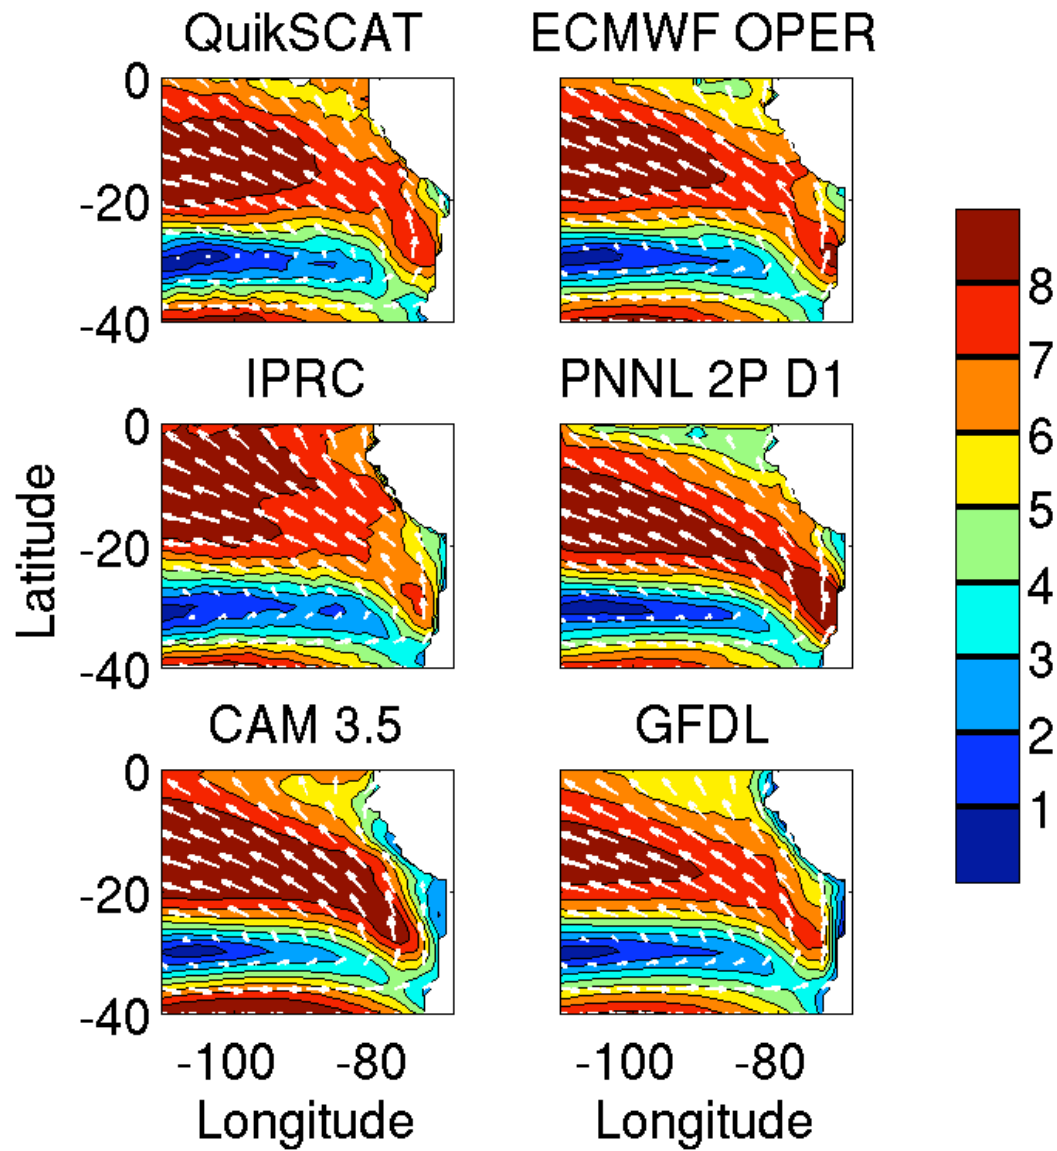 QuikSCAT
ECMWF OPER
0
-20
-40
IPRC
PNNL 2P D1
0
-20
-40
Latitude
CAM 3.5
GFDL
0
-20
-40
-100 -80
-100 -80
Longitude
Longitude
8
7
6
5
4
3
2
1